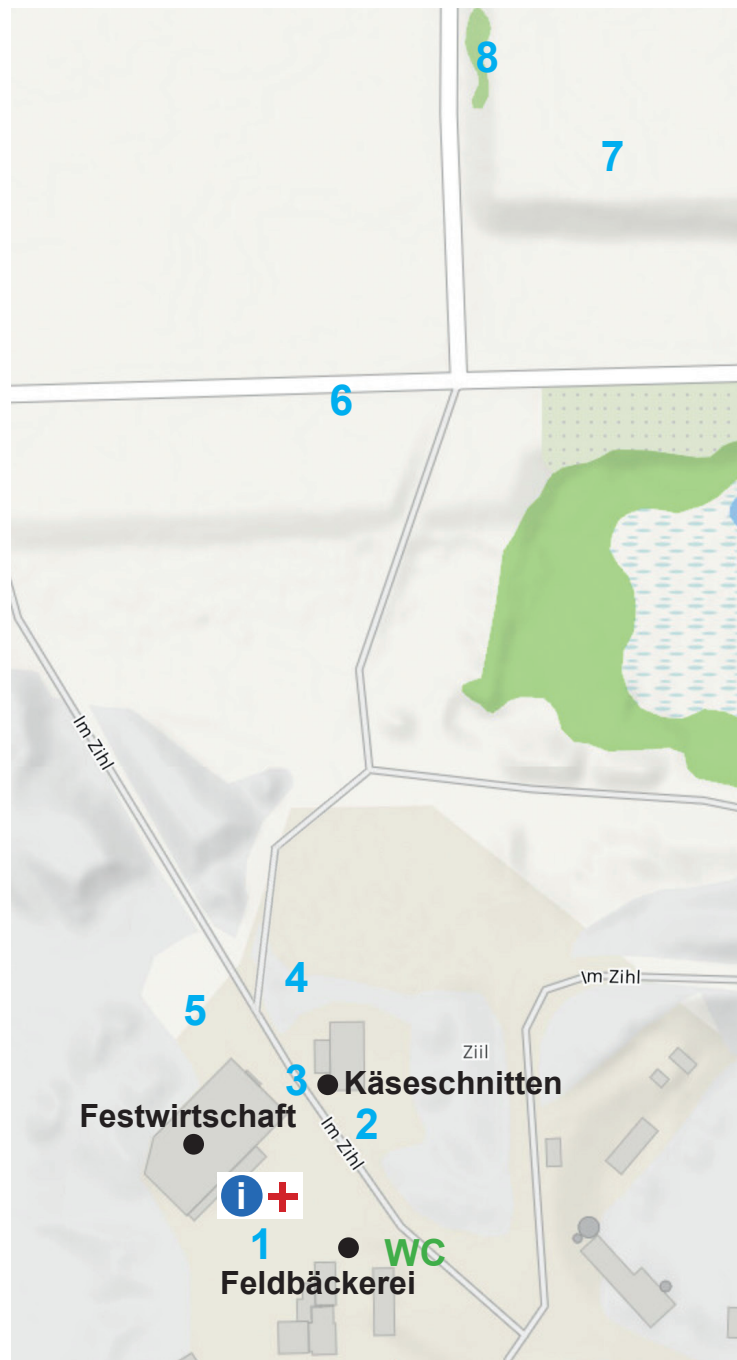 8
7
6
Im Zihl
4
Im Zihl
5
Ziil
3
Käseschnitten
Festwirtschaft
2
Im Zihl
i
1
WC
Feldbäckerei